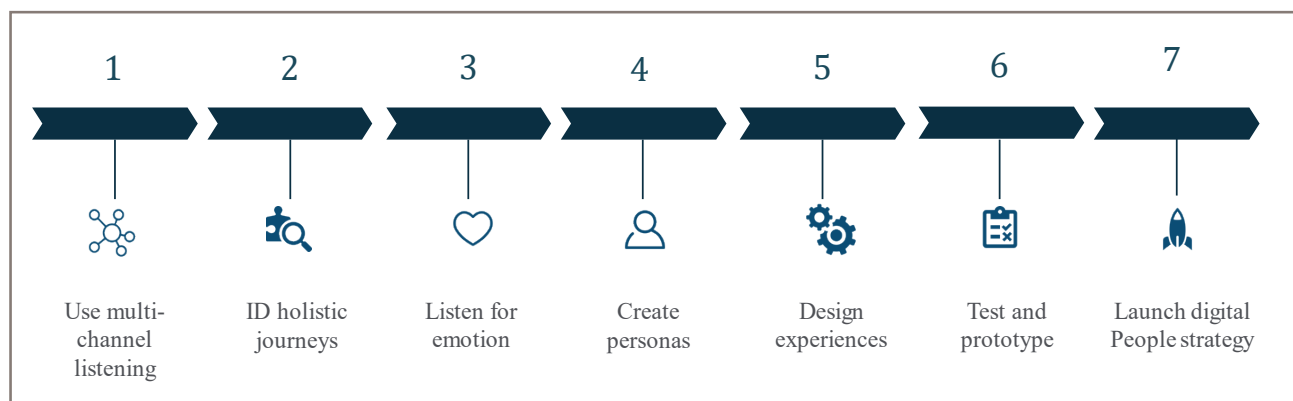 1
2
3
4
5
6
7
Use multi-
channel
listening
ID holistic
journeys
Listen for
emotion
Create
personas
Design
experiences
Test and
prototype
Launch digital
People strategy